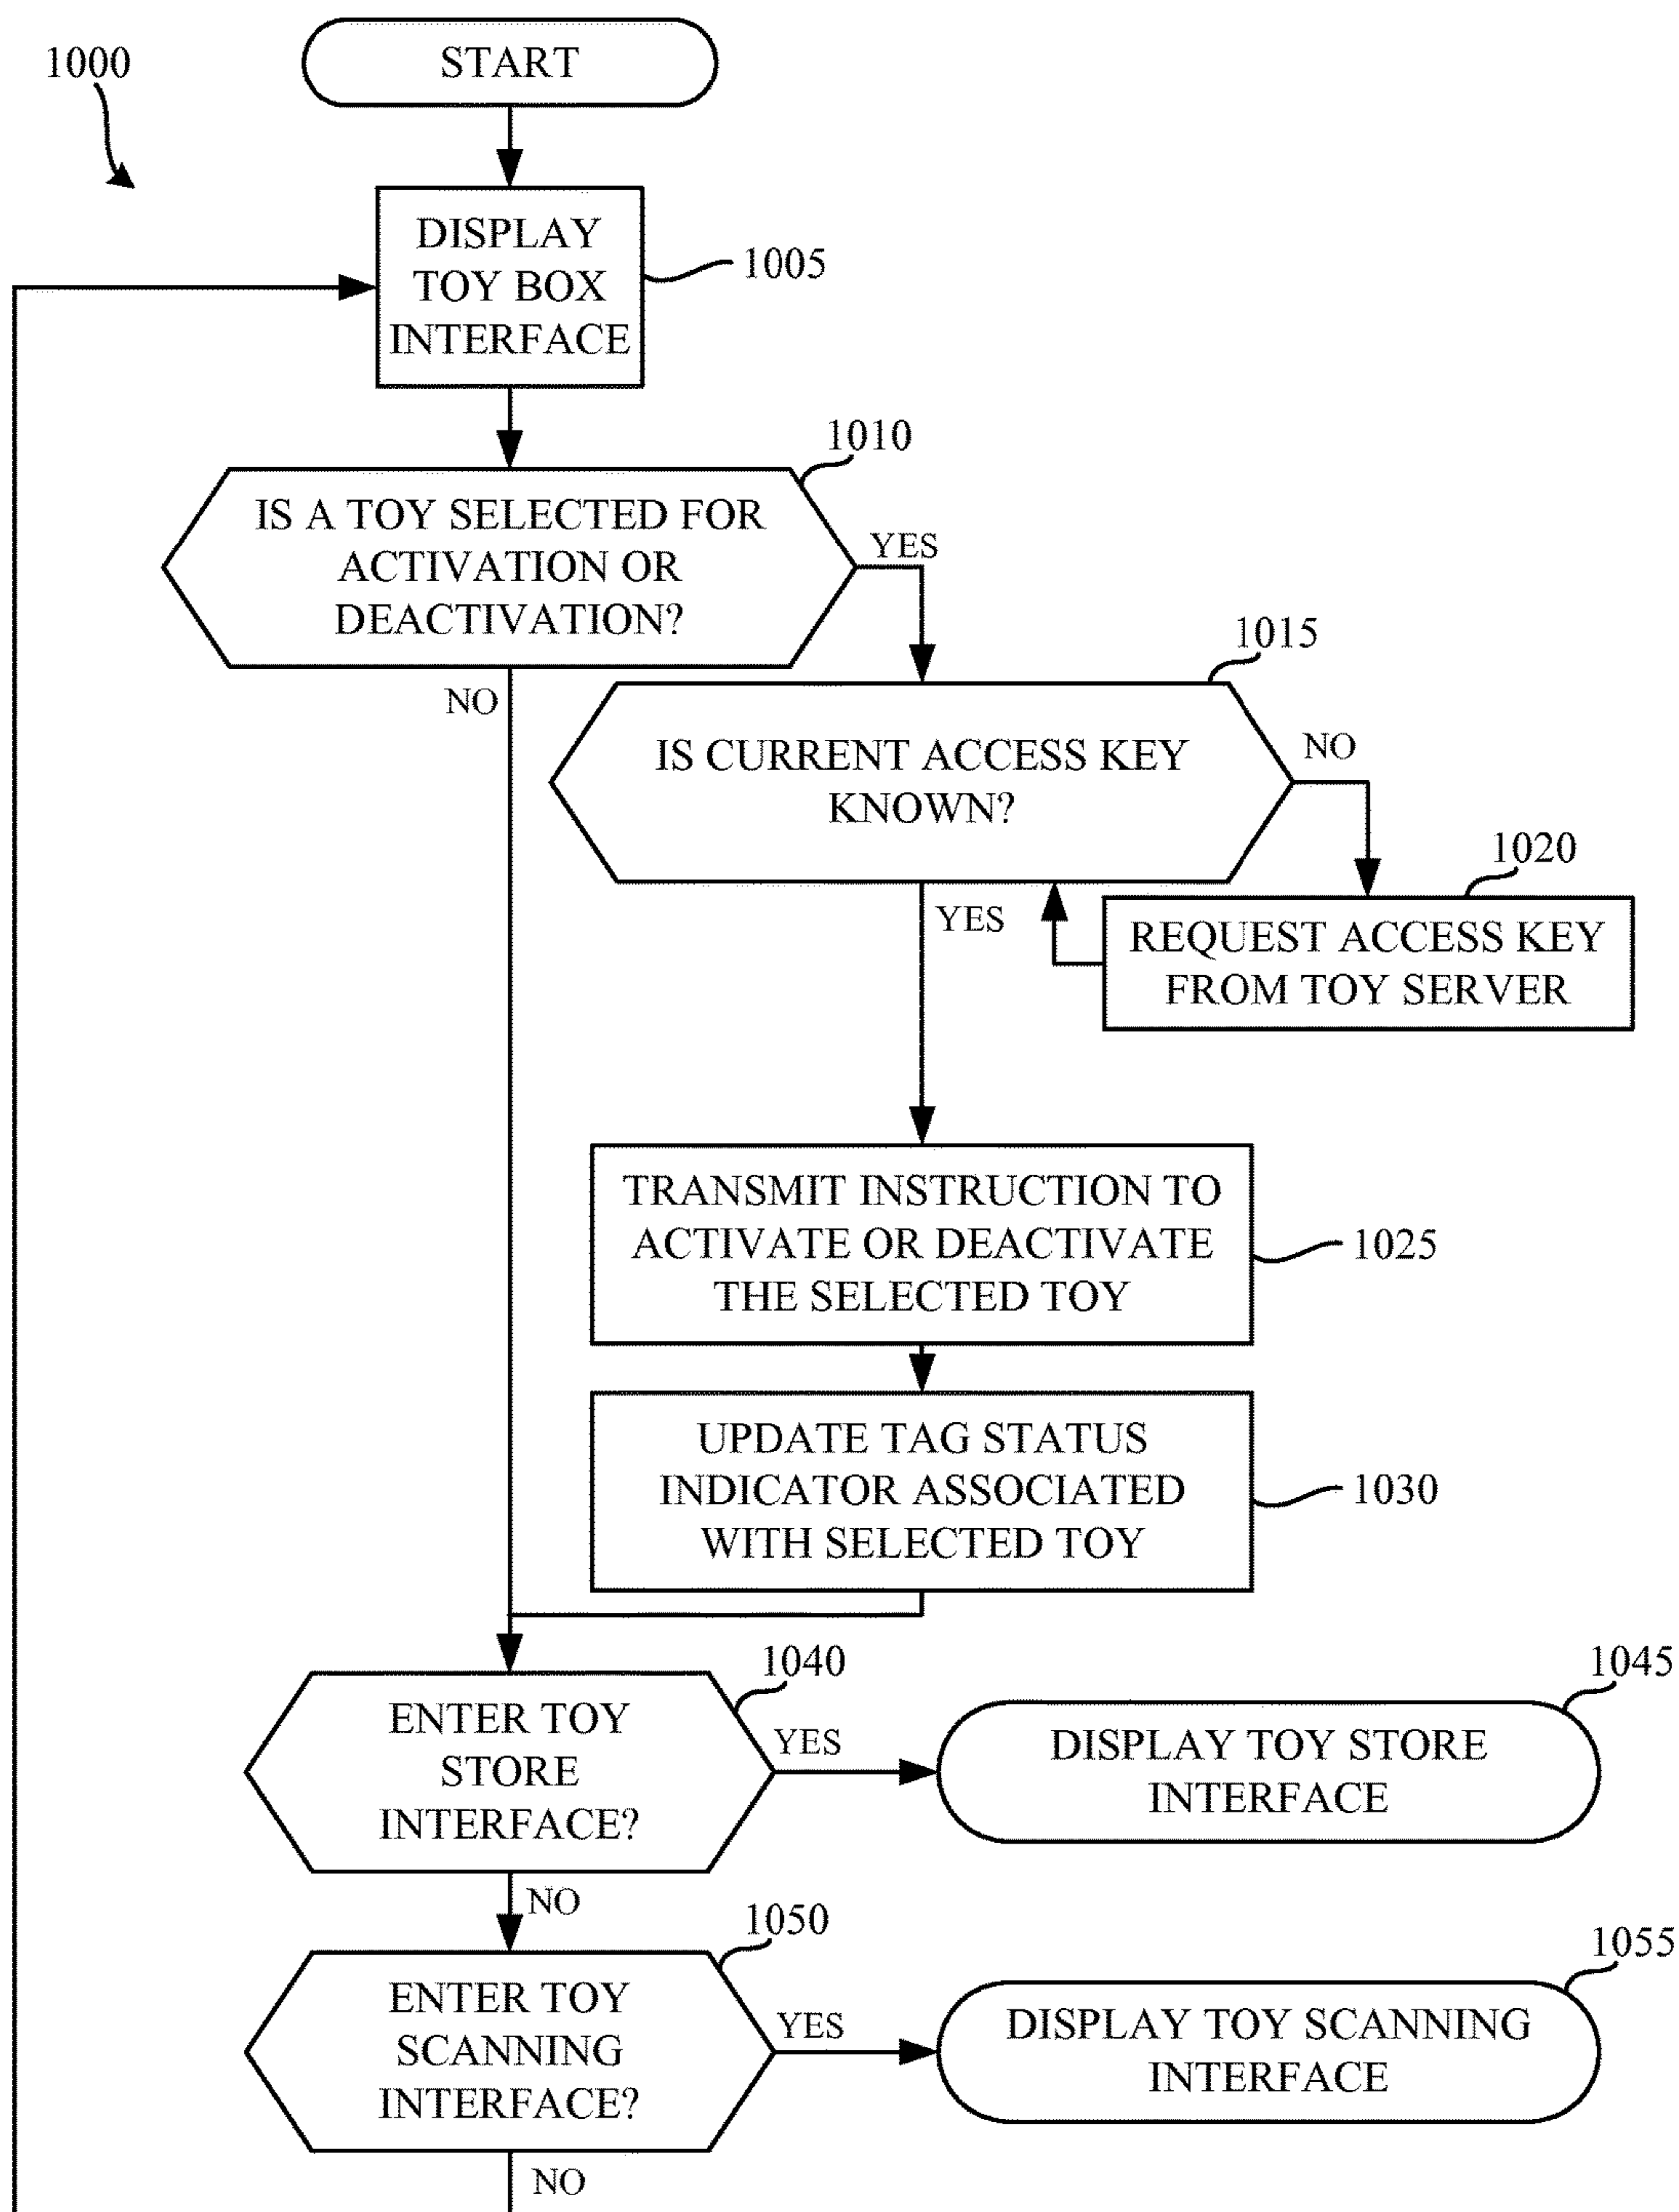 1000
START
DISPLAY
TOY BOX
INTERFACE
1005
1010
IS A TOY SELECTED FOR
ACTIVATION OR
DEACTIVATION?
YES
NO
1015
IS CURRENT ACCESS KEY
KNOWN?
NO
YES
1020
REQUEST ACCESS KEY
FROM TOY SERVER
TRANSMIT INSTRUCTION TO
ACTIVATE OR DEACTIVATE
THE SELECTED TOY
1025
UPDATE TAG STATUS
INDICATOR ASSOCIATED
WITH SELECTED TOY
1030
1040
ENTER TOY
STORE
INTERFACE?
YES
1045
DISPLAY TOY STORE
INTERFACE
NO
1050
ENTER TOY
SCANNING
INTERFACE?
YES
1055
DISPLAY TOY SCANNING
INTERFACE
NO